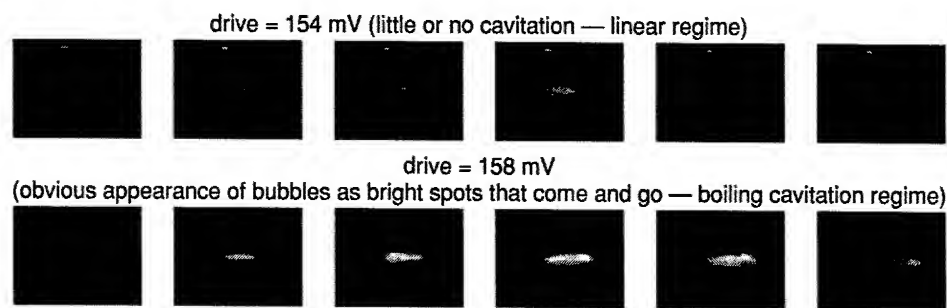 drive = 154 mV (little or no cavitation — linear regime)
drive = 158 mV
(obvious appearance of bubbles as bright spots that come and go — boiling cavitation regime)